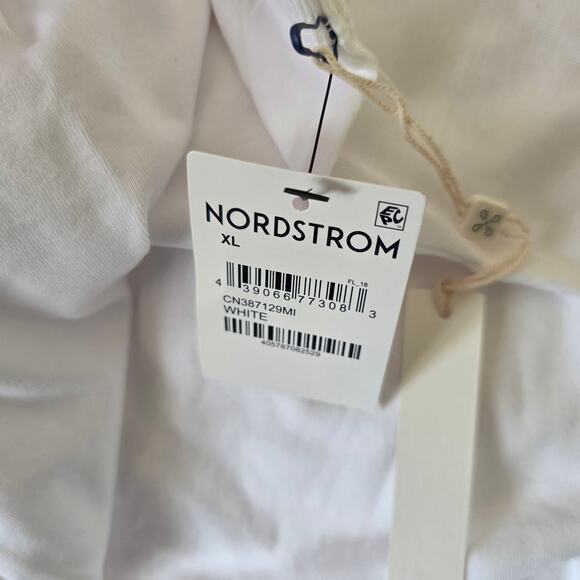 NORDSTROM
XL
FL_18
4 39066 77308 3
CN387129MI
WHITE
405787082529